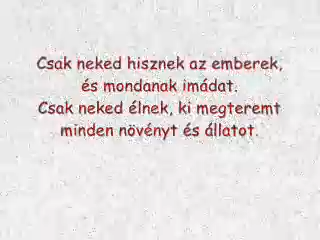 Csak neked hisznek az emberek,
és mondanak imádat.
Csak neked élnek, ki megteremt
minden növényt és állatot.